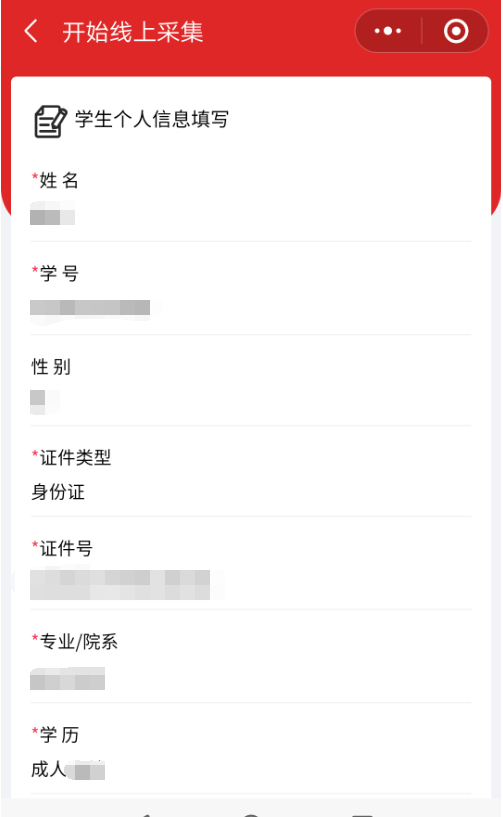 开始线上采集
学生个人信息填写
*姓 名
*学 号
性 别
*证件类型
身份证
*证件号
*专业/院系
*学 历
成人